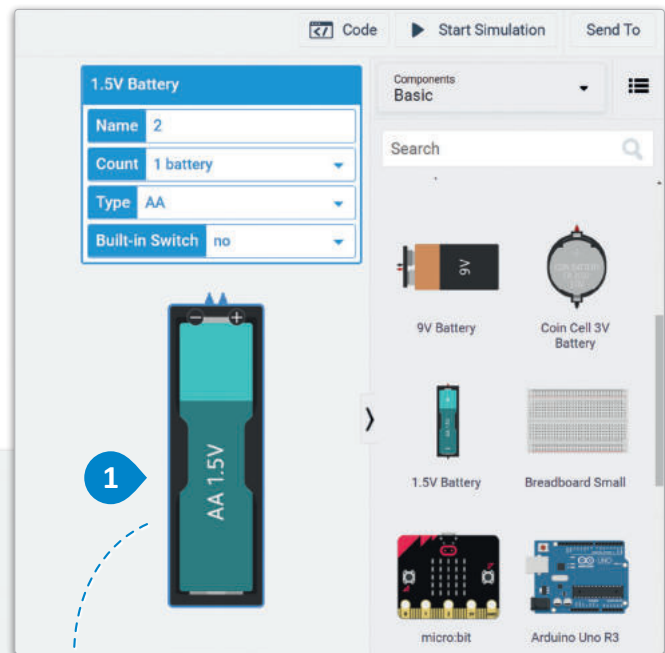 Code
Start Simulation
Send To
1.5V Battery
Name 2
Count 1 battery
Type AA
Built-in Switch no
AA 1.5V
1
Components
Basic
Search
9V
9V Battery
Coin Cell 3V
Battery
1.5V Battery
Breadboard Small
micro:bit
Arduino Uno R3